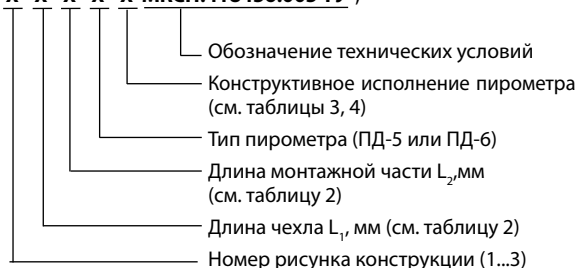 Обозначение технических условий
Конструктивное исполнение пирометра
(см. таблицы 3, 4)
Тип пирометра (ПД-5 или ПД-6)
Длина монтажной части L2,мм
(см. таблицу 2)
Длина чехла L1, мм (см. таблицу 2)
Номер рисунка конструкции (1...3)